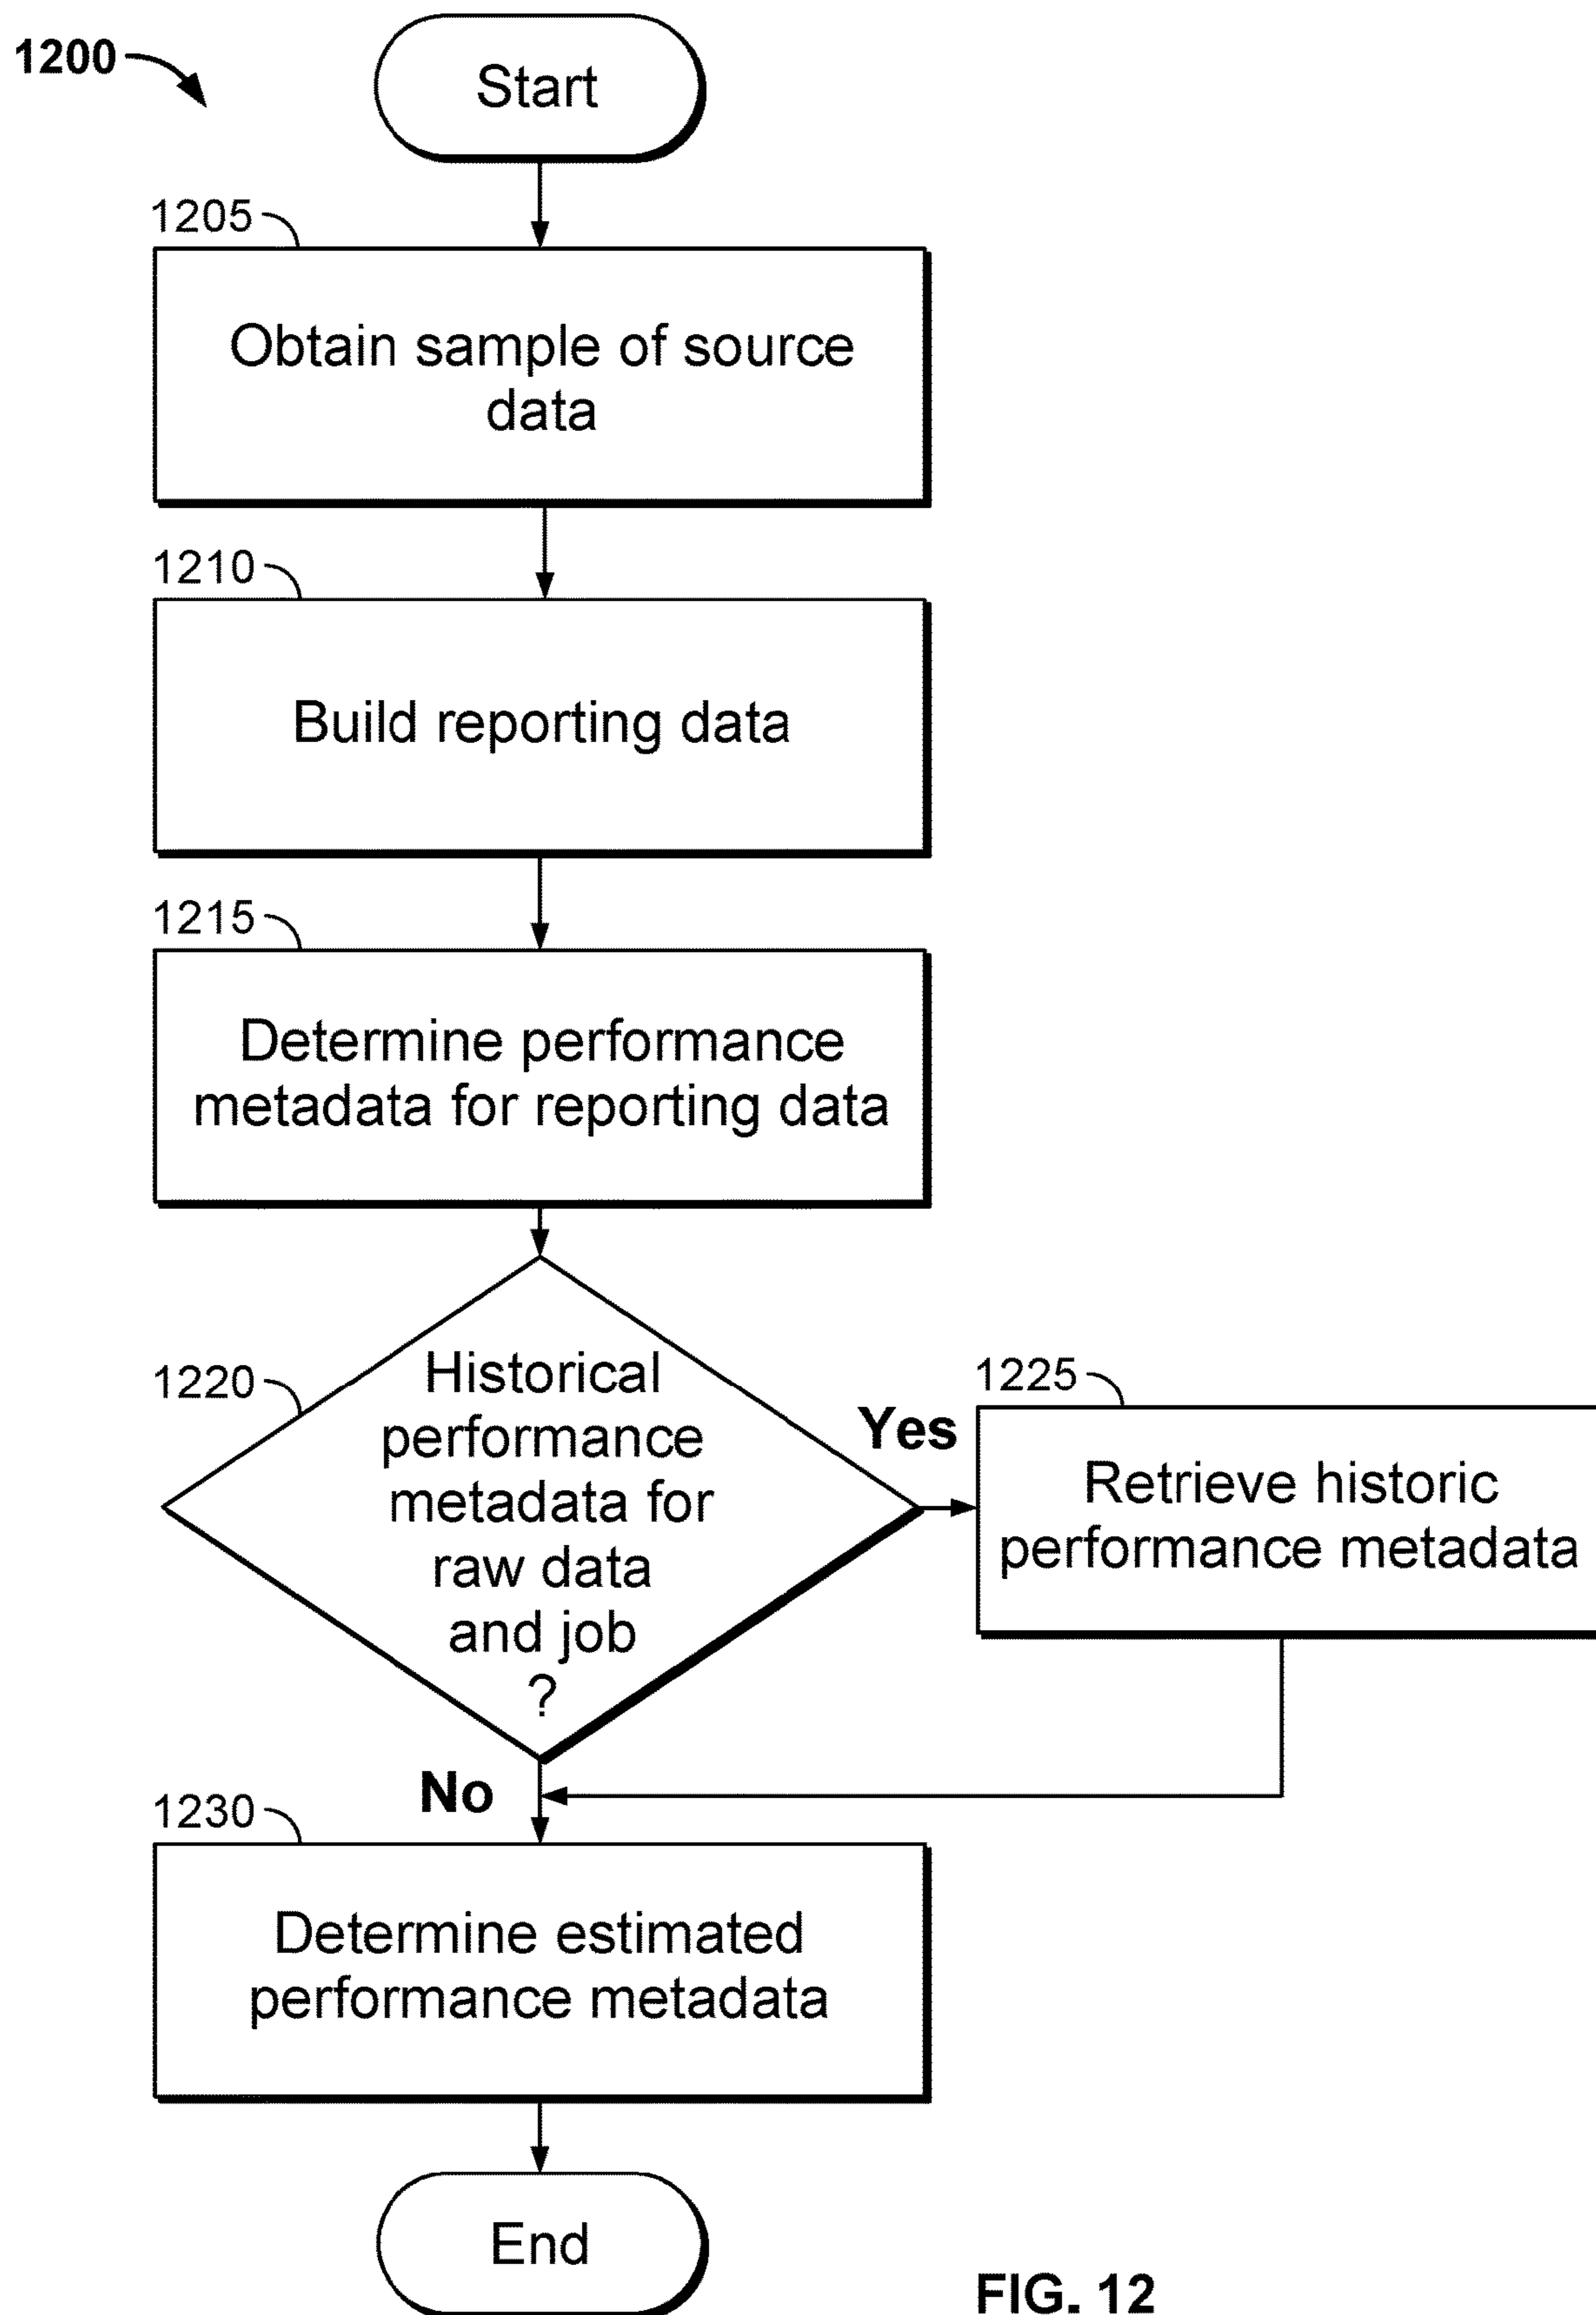 1200
Start
1205
Obtain sample of source
data
1210
Build reporting data
1215
Determine performance
metadata for reporting data
1220
Historical
performance
metadata for
raw data
and job
?
Yes
1225
Retrieve historic
performance metadata
No
1230
Determine estimated
performance metadata
End
FIG. 12